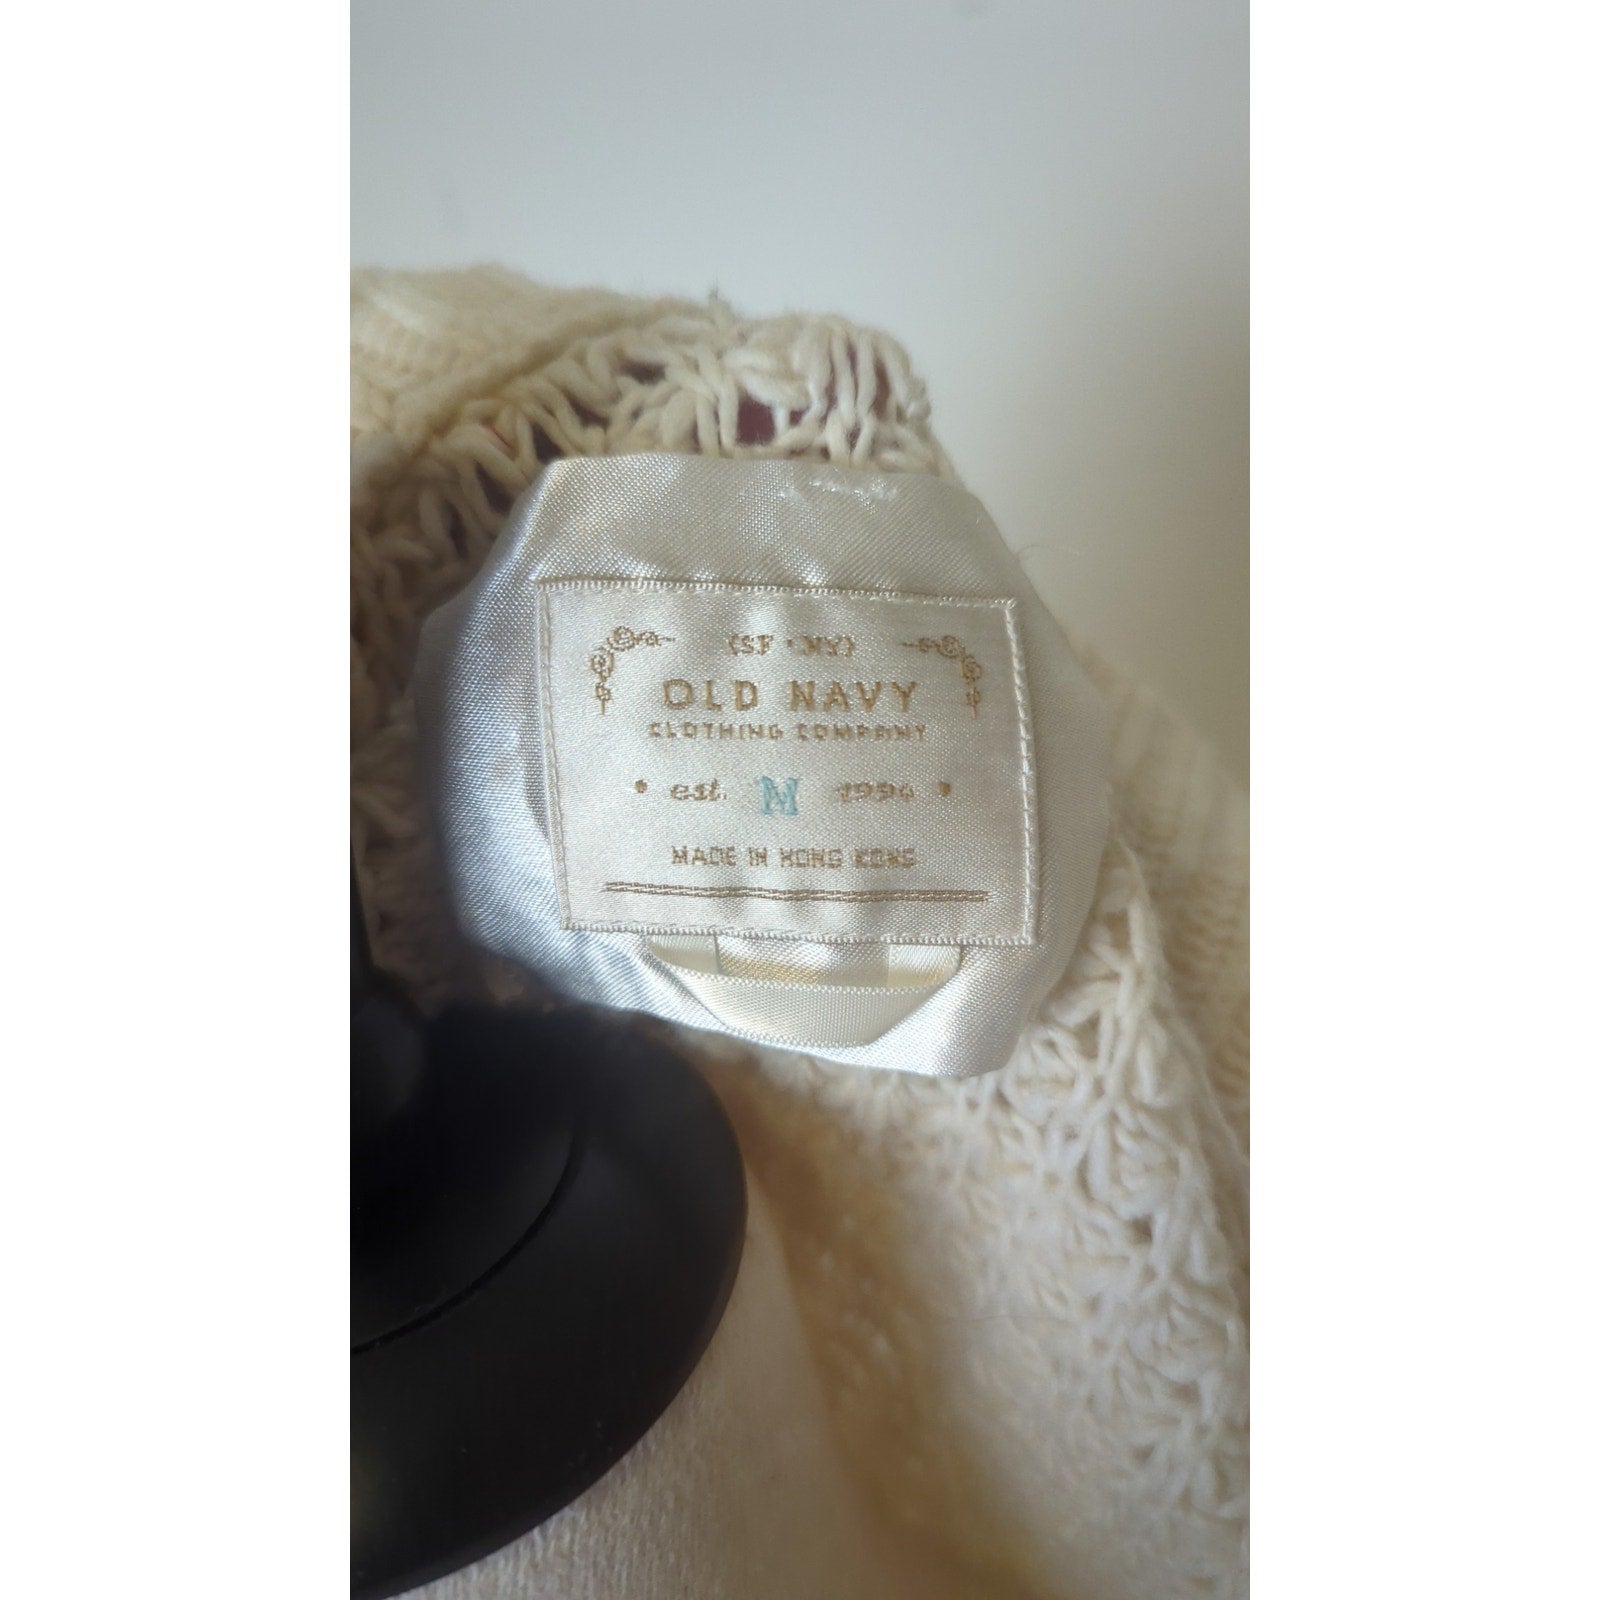 (SF · NY)
OLD NAVY
CLOTHING COMPANY
• est. M 1994 •
MADE IN HONG KONG